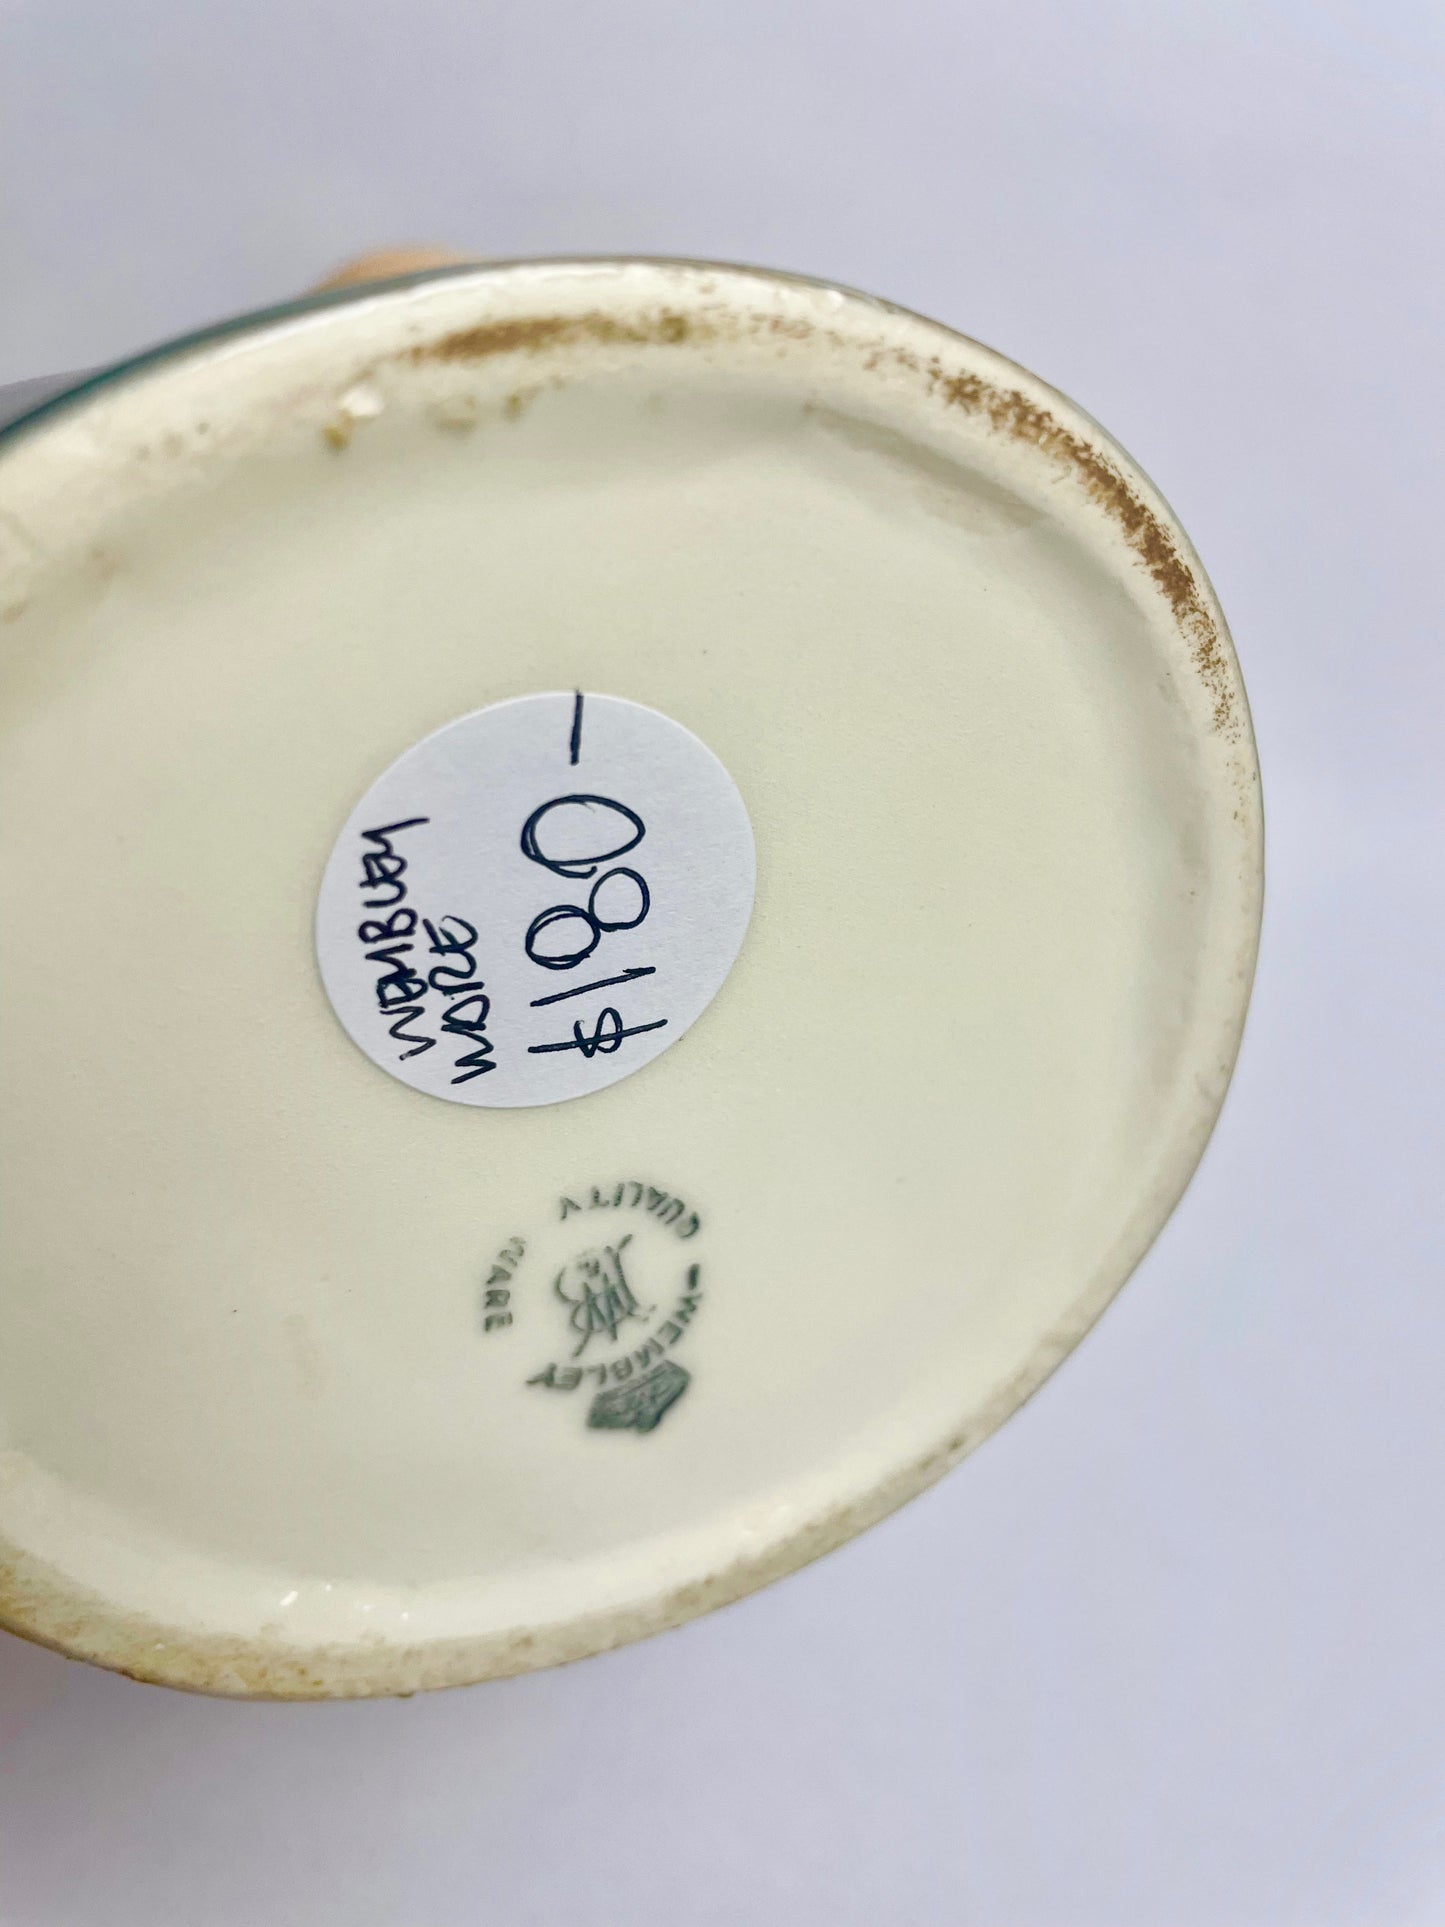 WEMBLEY
WARE
$180 –
WEMBLEY –
QUALITY
WARE